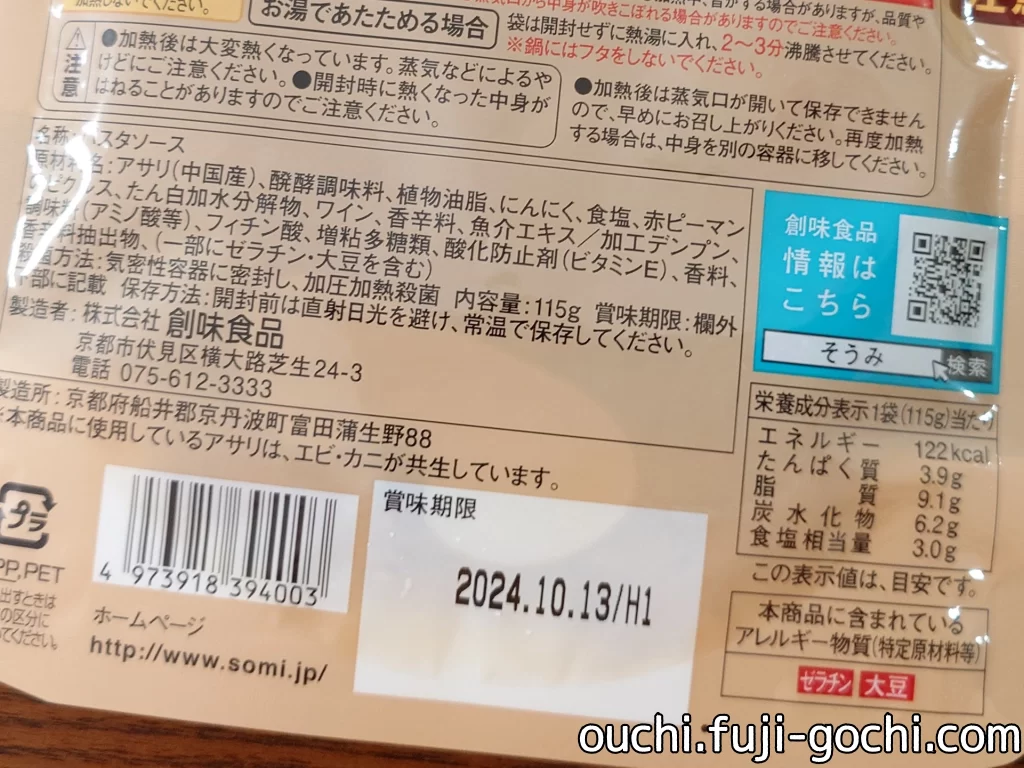 加熱しないでください。
お湯であたためる場合
袋は開封せずに熱湯に入れ、2〜3分沸騰させてください。
※鍋にはフタをしないでください。
注意
●加熱後は大変熱くなっています。蒸気などによるや
けどにご注意ください。●開封時に熱くなった中身が
はねることがありますのでご注意ください。
●加熱後は蒸気口が開いて保存できません
ので、早めにお召し上がりください。再度加熱
する場合は、中身を別の容器に移してください。
名称:パスタソース
原材料名:アサリ(中国産)、醗酵調味料、植物油脂、にんにく、食塩、赤ピーマン
ピクルス、たん白加水分解物、ワイン、香辛料、魚介エキス/加工デンプン、
調味料(アミノ酸等)、フィチン酸、増粘多糖類、酸化防止剤(ビタミンE)、香料、
香辛料抽出物、(一部にゼラチン・大豆を含む)
殺菌方法:気密性容器に密封し、加圧加熱殺菌 内容量:115g 賞味期限:欄外
下部に記載 保存方法:開封前は直射日光を避け、常温で保存してください。
製造者:株式会社 創味食品
京都市伏見区横大路芝生24-3
電話 075-612-3333
製造所:京都府船井郡京丹波町富田蒲生野88
※本商品に使用しているアサリは、エビ・カニが共生しています。
創味食品
情報は
こちら
そうみ 検索
栄養成分表示1袋(115g)当たり
エネルギー 122kcal
たんぱく質 3.9g
脂質 9.1g
炭水化物 6.2g
食塩相当量 3.0g
この表示値は、目安です。
本商品に含まれている
アレルギー物質(特定原材料等)
ゼラチン 大豆
プラ
PP,PET
4 973918 394003
ホームページ
http://www.somi.jp/
賞味期限
2024.10.13/H1
ouchi.fuji-gochi.com